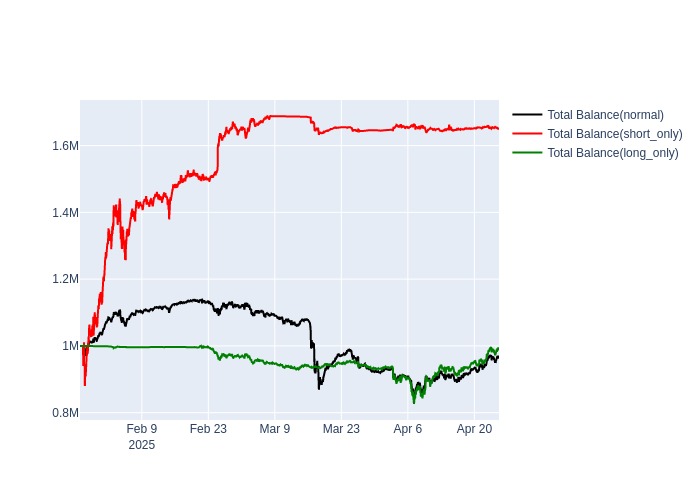 Total Balance(normal)
Total Balance(short_only)
Total Balance(long_only)
1.6M
1.4M
1.2M
1M
0.8M
Feb 9
2025
Feb 23
Mar 9
Mar 23
Apr 6
Apr 20